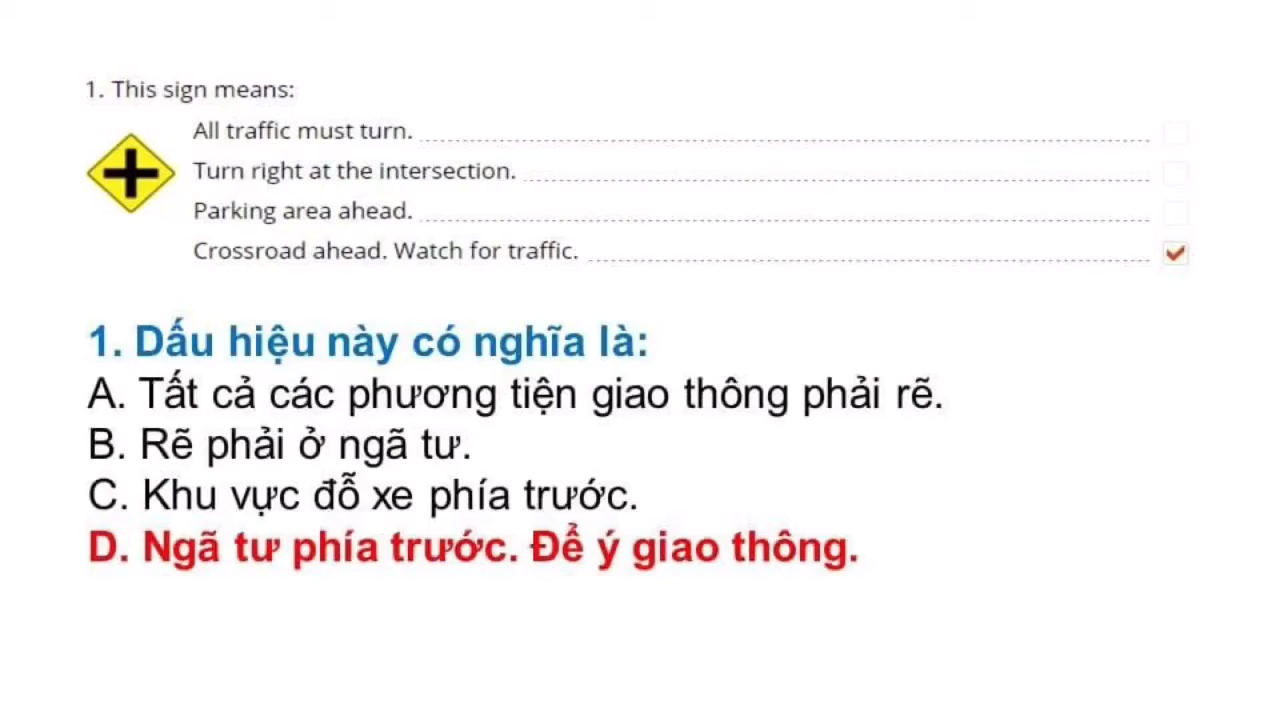 1. This sign means:
All traffic must turn.
Turn right at the intersection.
Parking area ahead.
Crossroad ahead. Watch for traffic.
1. Dấu hiệu này có nghĩa là:
A. Tất cả các phương tiện giao thông phải rẽ.
B. Rẽ phải ở ngã tư.
C. Khu vực đỗ xe phía trước.
D. Ngã tư phía trước. Để ý giao thông.